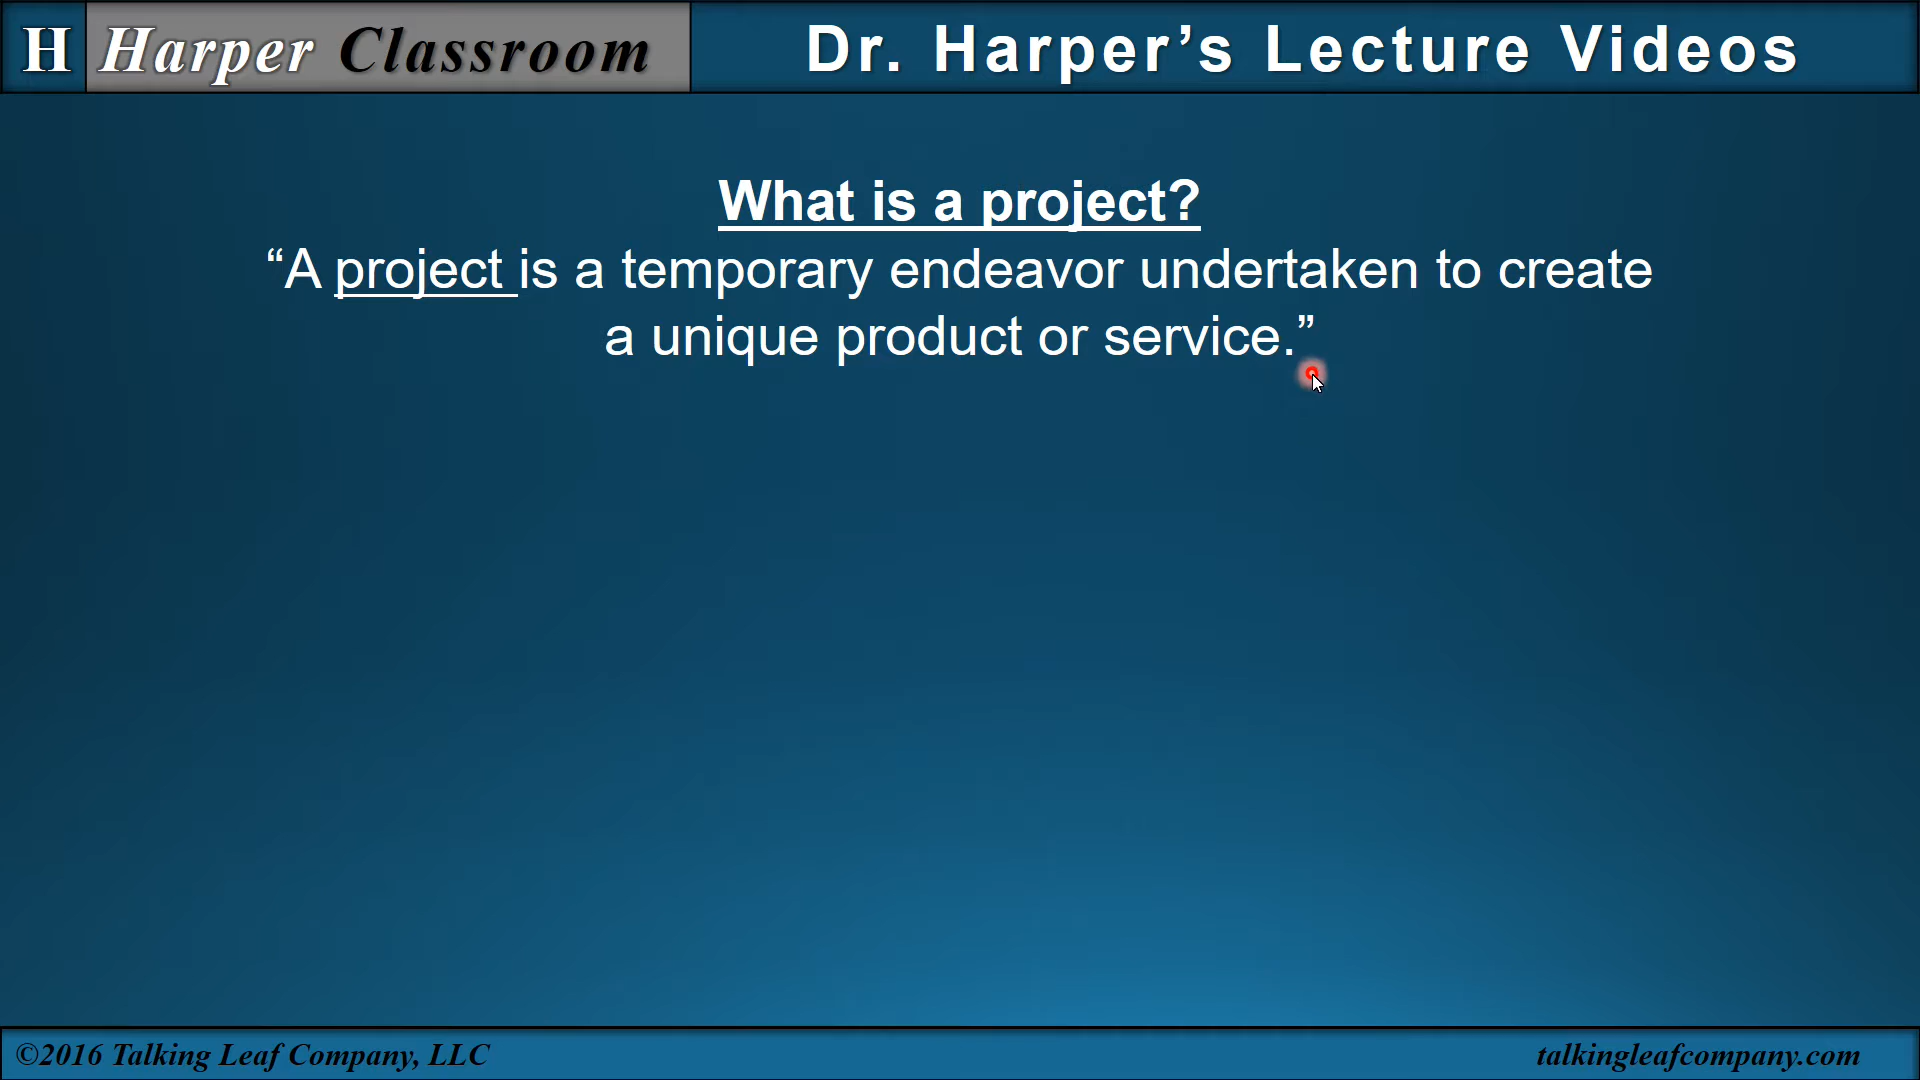 H Harper Classroom Dr. Harper’s Lecture Videos
What is a project?
“A project is a temporary endeavor undertaken to create
a unique product or service.”
©2016 Talking Leaf Company, LLC talkingleafcompany.com